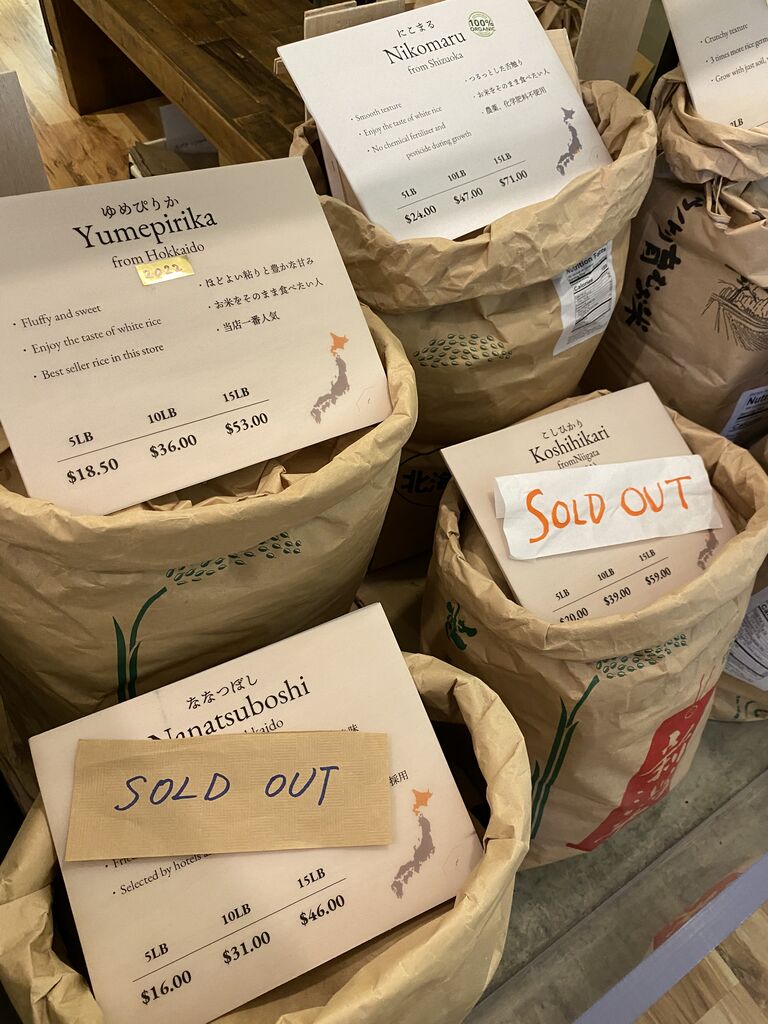 にこまる
Nikomaru
from Shizuoka
100%
ORGANIC
· Smooth texture
· Enjoy the taste of white rice
· No chemical fertilizer and
pesticide during growth
· つるっとした舌触り
· お米をそのまま食べたい人
· 農薬、化学肥料不使用
5LB 10LB 15LB
$24.00 $47.00 $71.00
· Crunchy texture
· 3 times more rice germ
· Grow with just soil,
ゆめぴりか
Yumepirika
from Hokkaido
2022
· Fluffy and sweet
· Enjoy the taste of white rice
· Best seller rice in this store
· ほどよい粘りと豊かな甘み
· お米をそのまま食べたい人
· 当店一番人気
5LB 10LB 15LB
$18.50 $36.00 $53.00
Nutrition Facts
Calories
北海
こしひかり
Koshihikari
from Niigata
SOLD OUT
5LB 10LB 15LB
$20.00 $39.00 $59.00
ななつぼし
Nanatsuboshi
SOLD OUT
採用
· Selected by hotels
5LB 10LB 15LB
$16.00 $31.00 $46.00